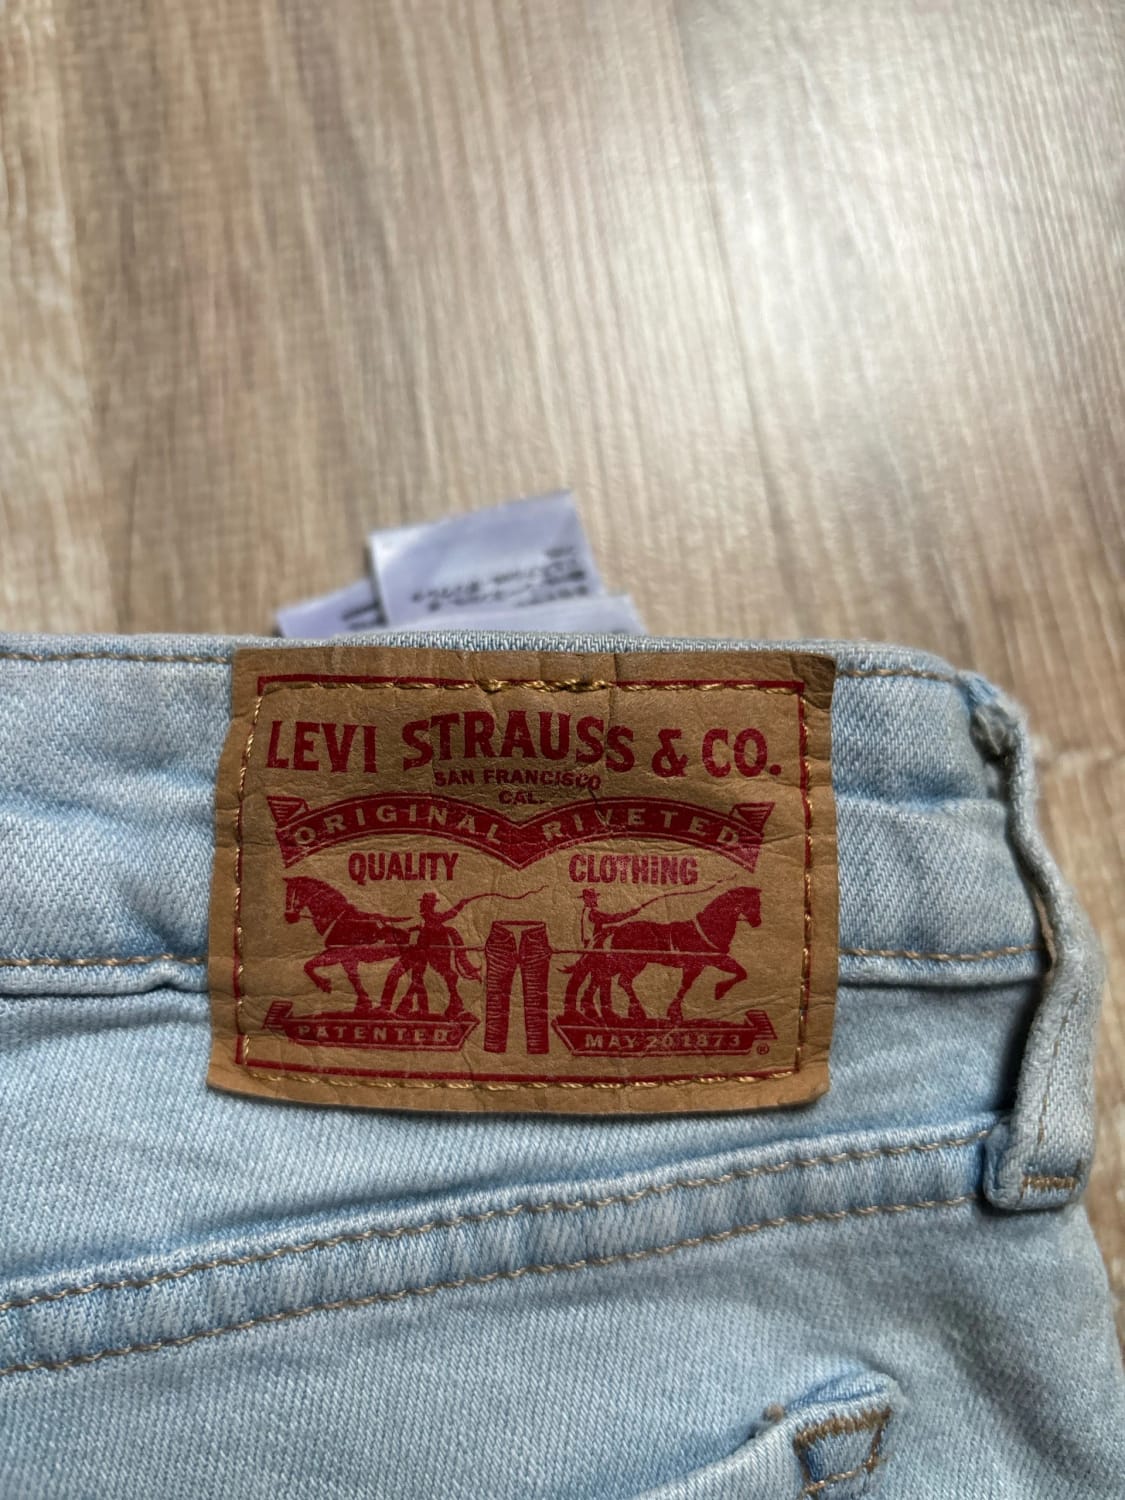 LEVI STRAUSS & CO.
SAN FRANCISCO
CAL.
ORIGINAL RIVETED
QUALITY CLOTHING
PATENTED MAY 20 1873 ®